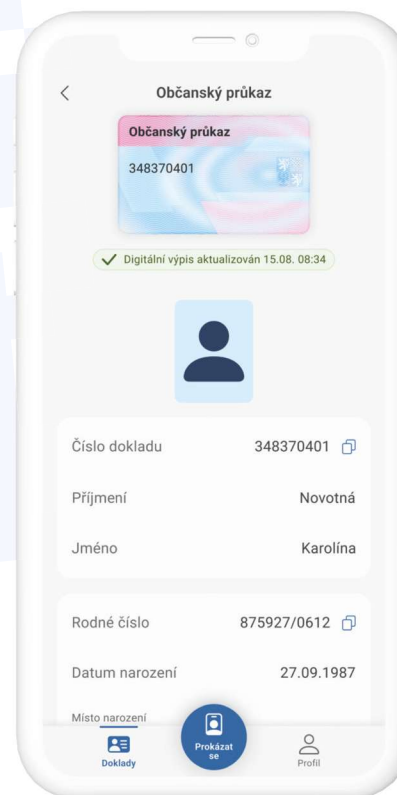 Občanský průkaz
Občanský průkaz
348370401
Digitální výpis aktualizován 15.08. 08:34
Číslo dokladu 348370401
Příjmení Novotná
Jméno Karolína
Rodné číslo 875927/0612
Datum narození 27.09.1987
Místo narození
Doklady
Prokázat
se
Profil